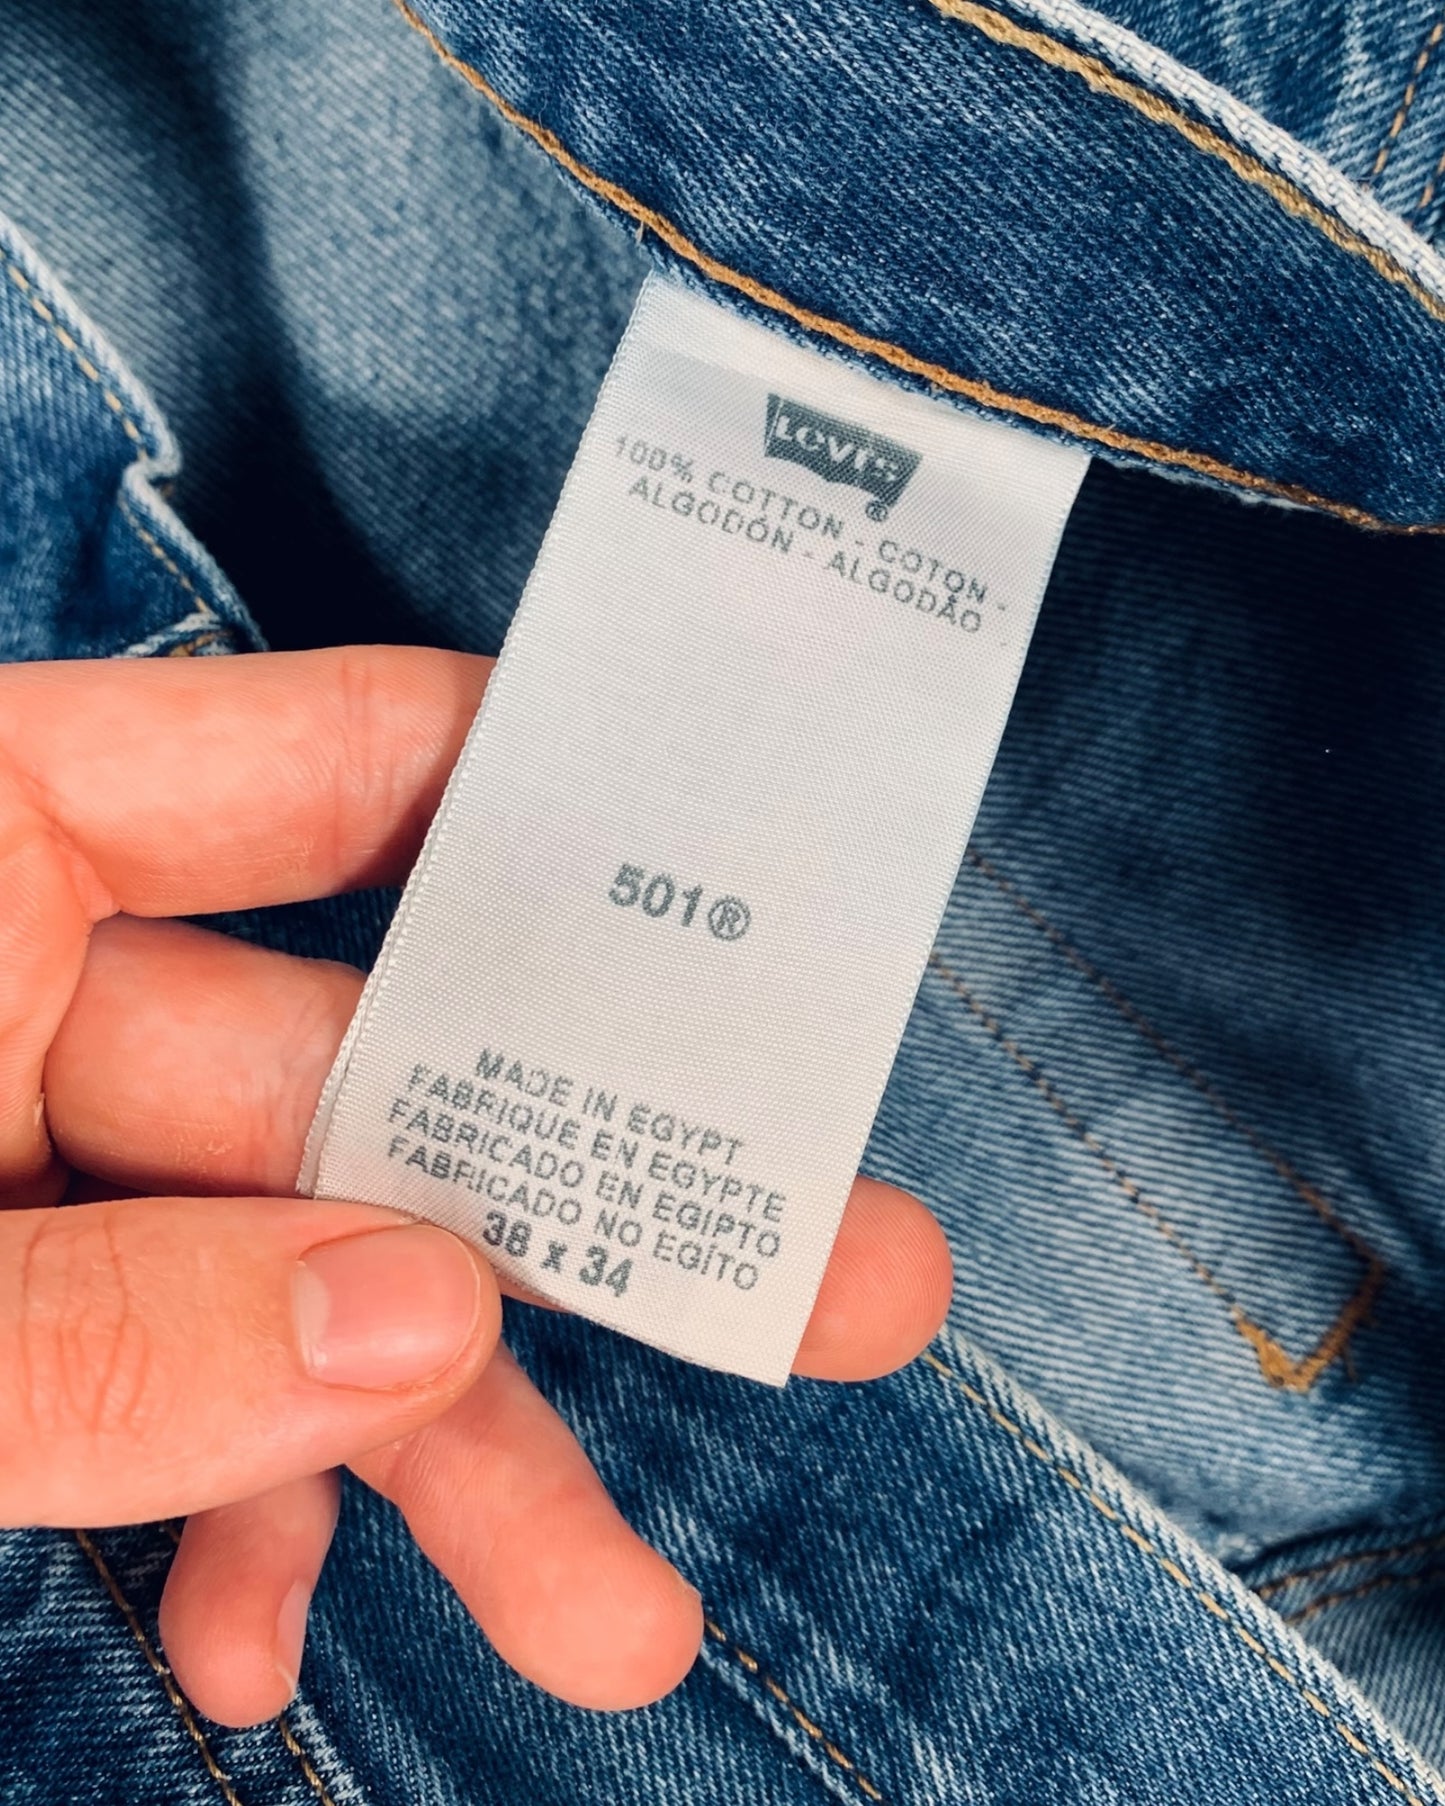 Levi's
®
100% COTTON - COTON -
ALGODÓN - ALGODÃO
501®
MADE IN EGYPT
FABRIQUE EN EGYPTE
FABRICADO EN EGIPTO
FABRICADO NO EGÍTO
38 x 34